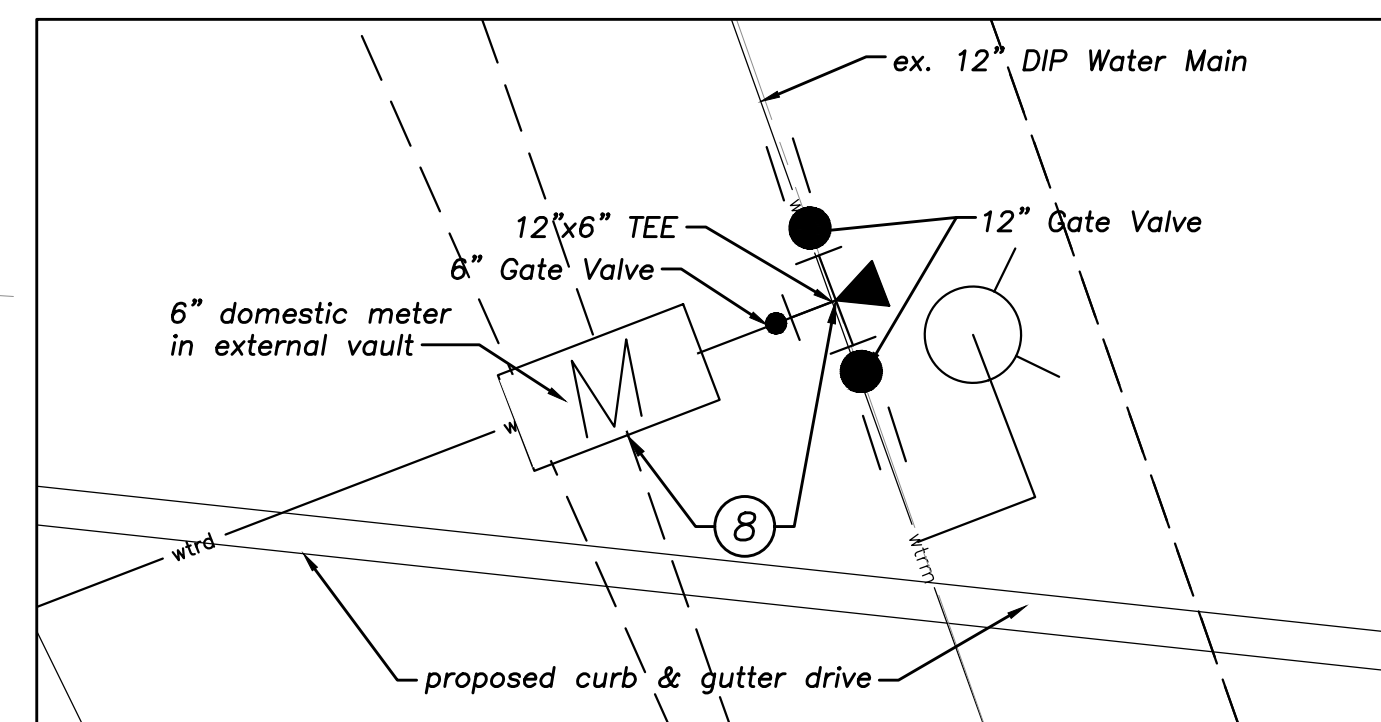 ex. 12" DIP Water Main
12"x6" TEE
12" Gate Valve
6" Gate Valve
6" domestic meter
in external vault
M
w
w
8
wtrd
wtrm
proposed curb & gutter drive